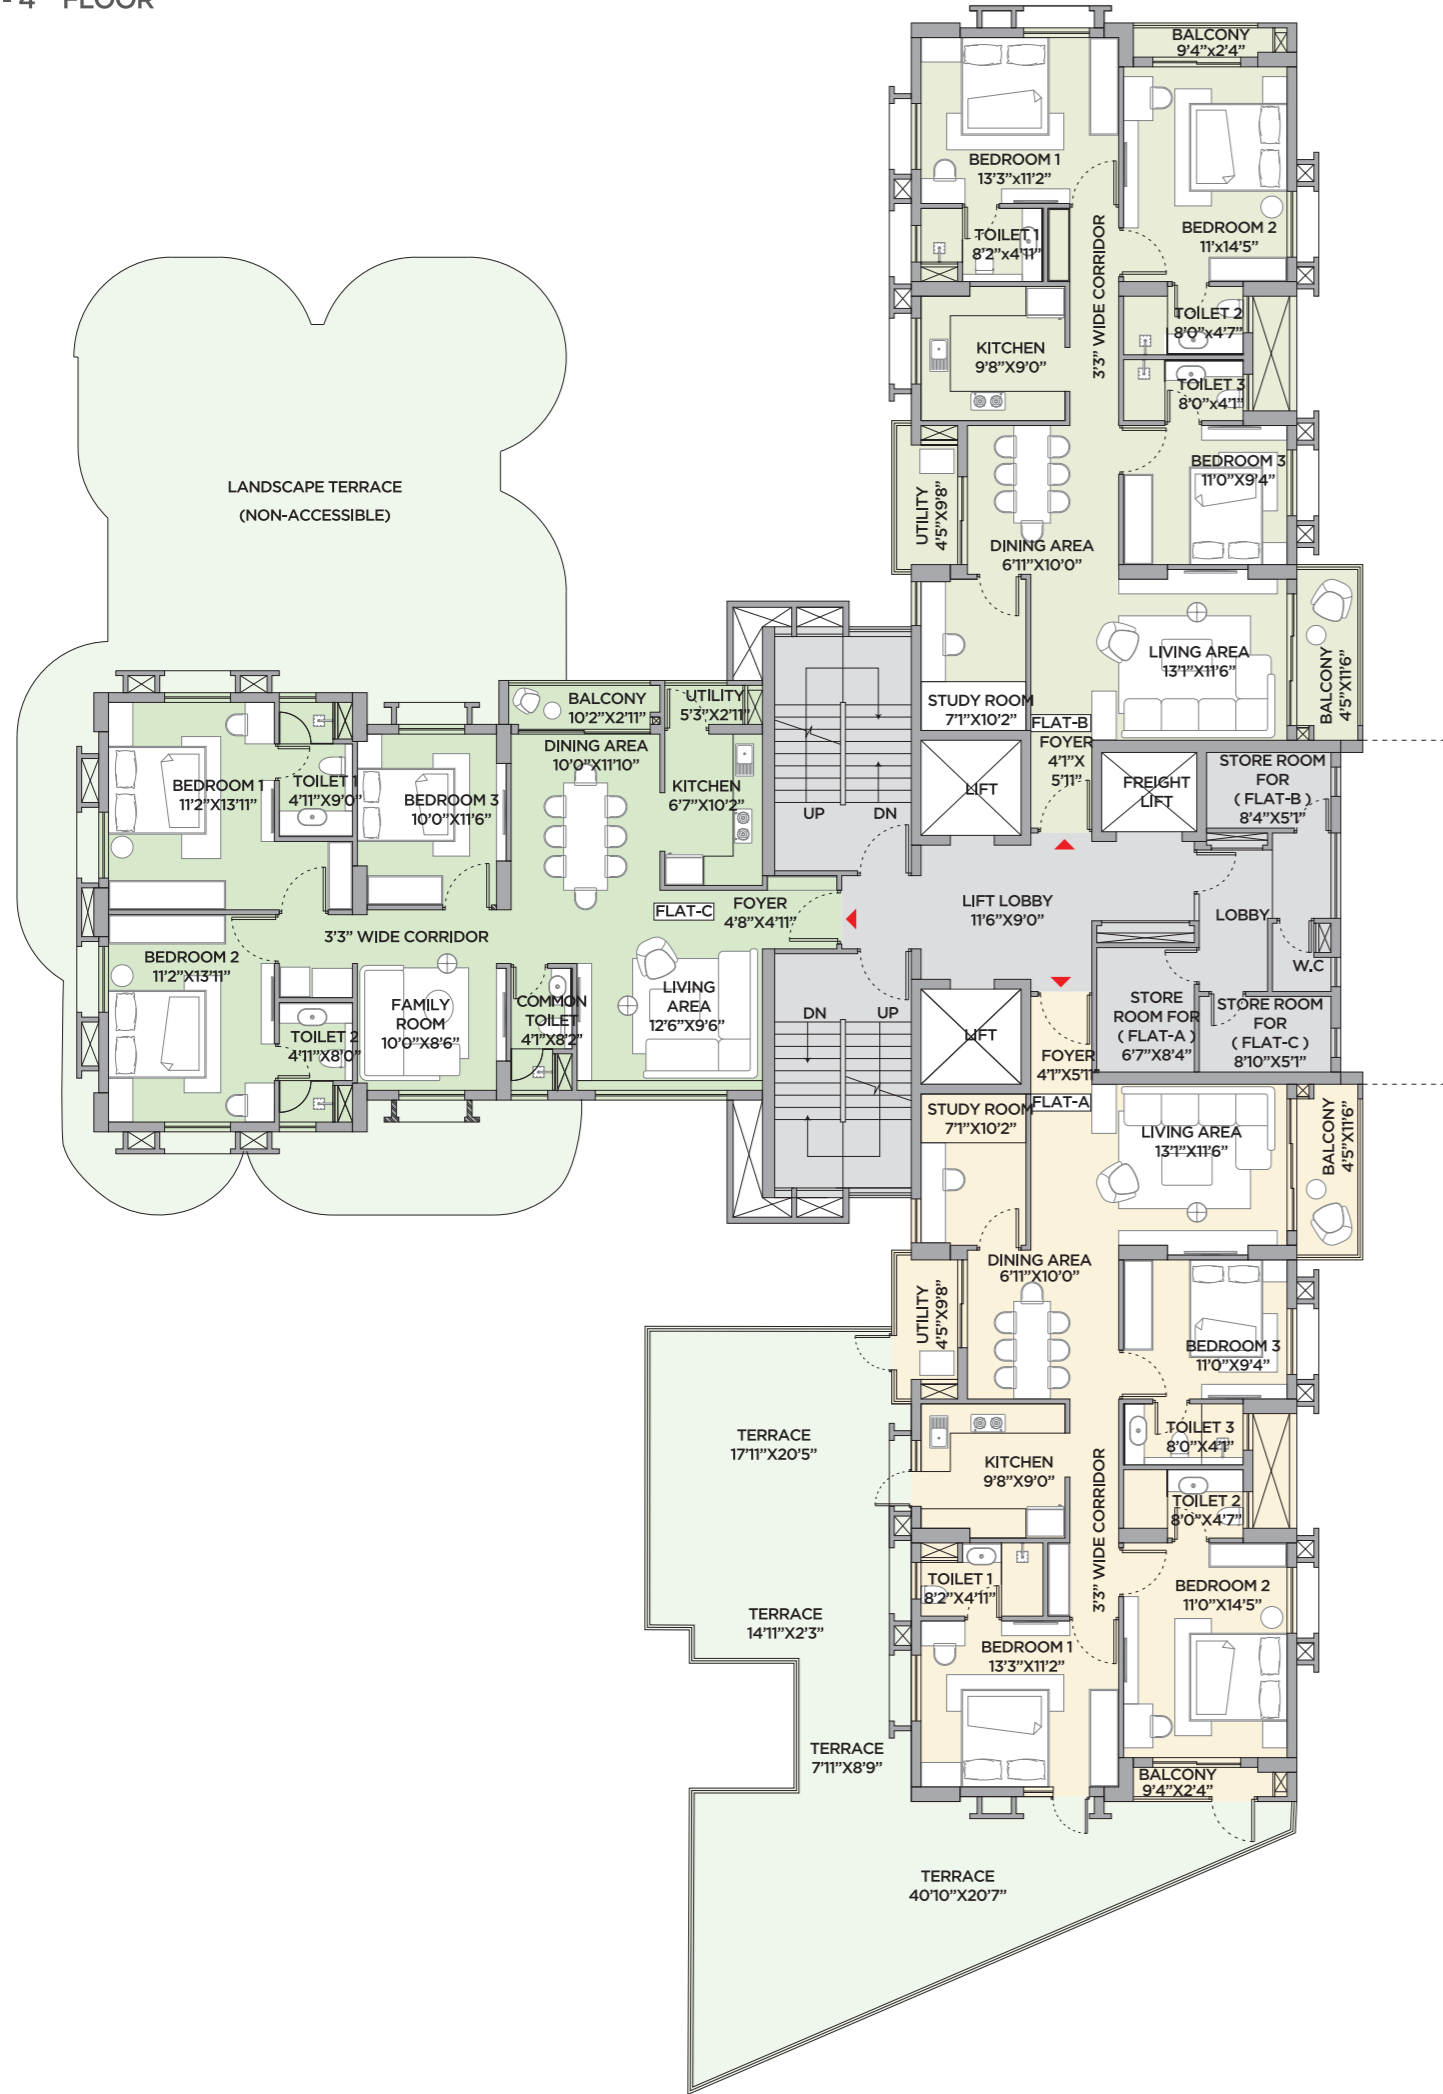 - 4 FLOOR
BALCONY
9'4"x2'4"
BEDROOM 1
13'3"x11'2"
BEDROOM 2
11'x14'5"
TOILET 1
8'2"x4'11"
3'3" WIDE CORRIDOR
TOILET 2
8'0"x4'7"
KITCHEN
9'8"X9'0"
TOILET 3
8'0"x4'1"
BEDROOM 3
11'0"X9'4"
UTILITY
4'5"X9'8"
DINING AREA
6'11"X10'0"
LIVING AREA
13'1"X11'6"
BALCONY
4'5"X11'6"
STUDY ROOM
7'1"X10'2"
FLAT-B
FOYER
4'1"X
5'11"
LIFT
FREIGHT
LIFT
STORE ROOM
FOR
( FLAT-B )
8'4"X5'1"
LANDSCAPE TERRACE
(NON-ACCESSIBLE)
BALCONY
10'2"X2'11"
UTILITY
5'3"X2'11"
DINING AREA
10'0"X11'10"
KITCHEN
6'7"X10'2"
BEDROOM 1
11'2"X13'11"
TOILET 1
4'11"X9'0"
BEDROOM 3
10'0"X11'6"
UP
DN
FLAT-C
FOYER
4'8"X4'11"
LIFT LOBBY
11'6"X9'0"
LOBBY
W.C
3'3" WIDE CORRIDOR
BEDROOM 2
11'2"X13'11"
FAMILY
ROOM
10'0"X8'6"
COMMON
TOILET
4'1"X8'2"
LIVING
AREA
12'6"X9'6"
TOILET 2
4'11"X8'0"
DN
UP
LIFT
STORE
ROOM FOR
( FLAT-A )
6'7"X8'4"
STORE ROOM
FOR
( FLAT-C )
8'10"X5'1"
FOYER
4'1"X5'11"
FLAT-A
STUDY ROOM
7'1"X10'2"
LIVING AREA
13'1"X11'6"
BALCONY
4'5"X11'6"
DINING AREA
6'11"X10'0"
UTILITY
4'5"X9'8"
BEDROOM 3
11'0"X9'4"
TERRACE
17'11"X20'5"
TOILET 3
8'0"X4'1"
KITCHEN
9'8"X9'0"
3'3" WIDE CORRIDOR
TOILET 2
8'0"X4'7"
TOILET 1
8'2"X4'11"
BEDROOM 2
11'0"X14'5"
TERRACE
14'11"X2'3"
BEDROOM 1
13'3"X11'2"
TERRACE
7'11"X8'9"
BALCONY
9'4"X2'4"
TERRACE
40'10"X20'7"